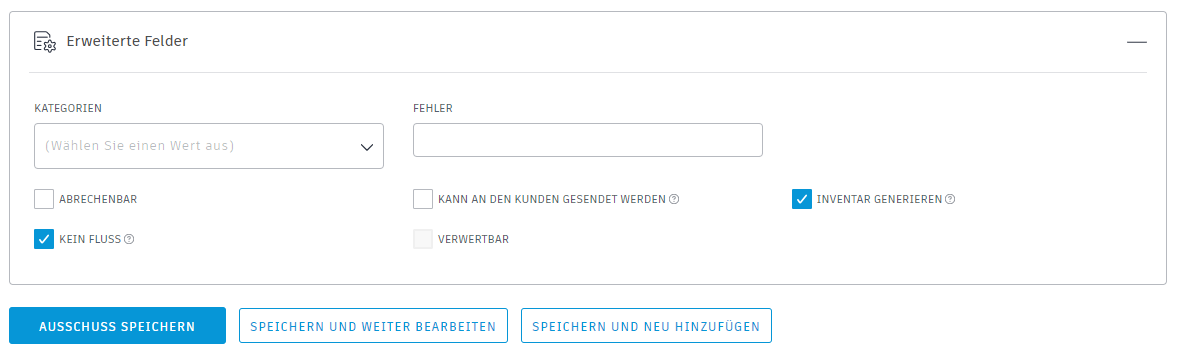 Erweiterte Felder
KATEGORIEN
FEHLER
(Wählen Sie einen Wert aus)
ABRECHENBAR
KANN AN DEN KUNDEN GESENDET WERDEN
INVENTAR GENERIEREN
KEIN FLUSS
VERWERTBAR
AUSSCHUSS SPEICHERN
SPEICHERN UND WEITER BEARBEITEN
SPEICHERN UND NEU HINZUFÜGEN